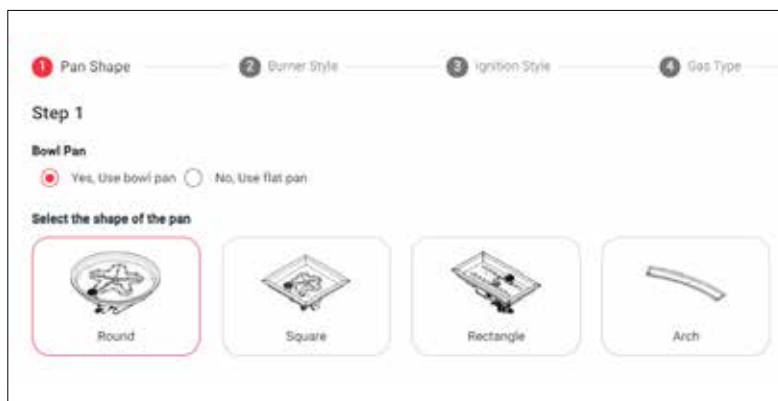 1 Pan Shape 2 Burner Style 3 Ignition Style 4 Gas Type
Step 1
Bowl Pan
Yes, Use bowl pan No, Use flat pan
Select the shape of the pan
Round Square Rectangle Arch